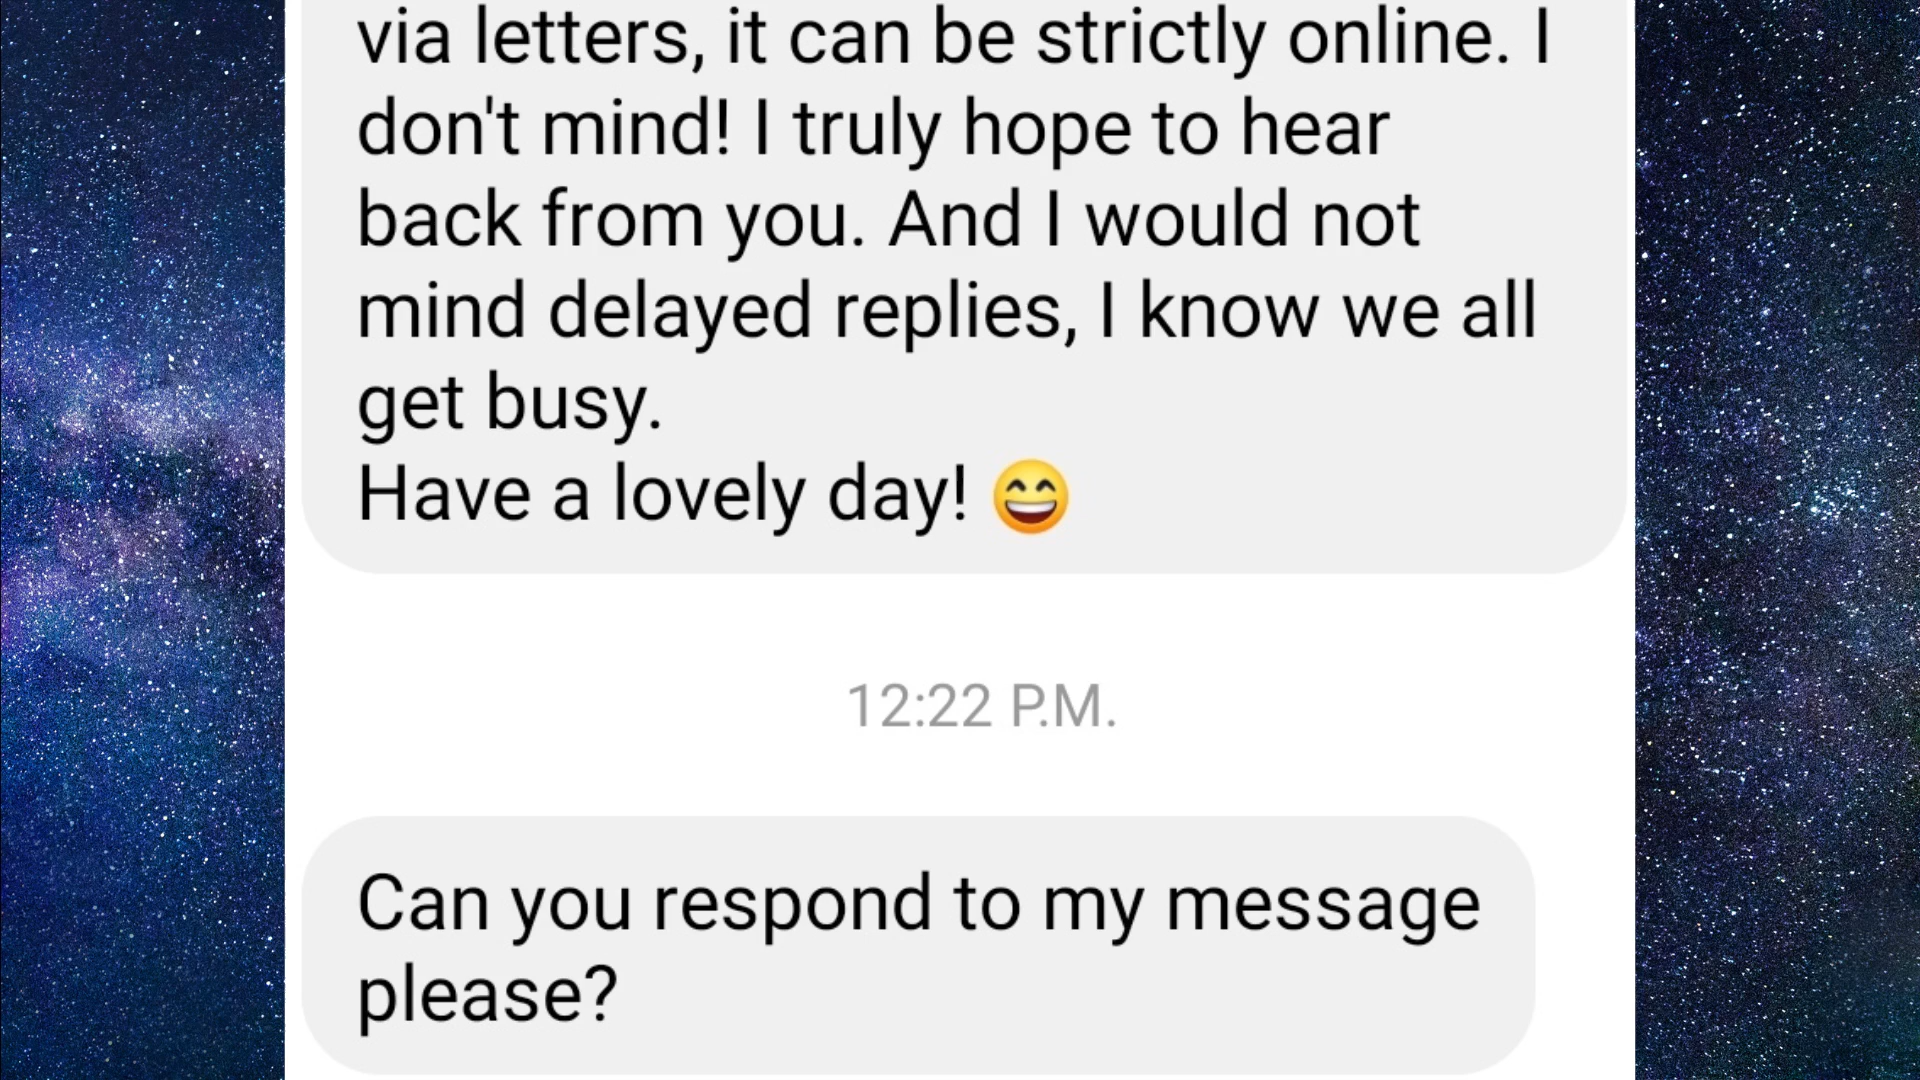 via letters, it can be strictly online. I
don't mind! I truly hope to hear
back from you. And I would not
mind delayed replies, I know we all
get busy.
Have a lovely day! 😄
12:22 P.M.
Can you respond to my message
please?